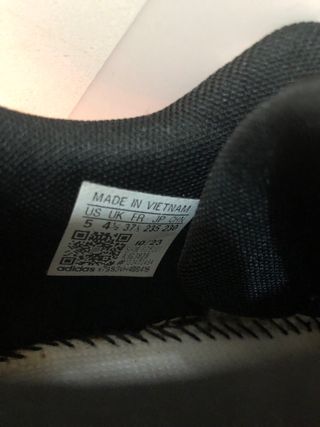 MADE IN VIETNAM
US UK FR JP CHN
5 4½ 37⅓ 235 230
10/23
adidas